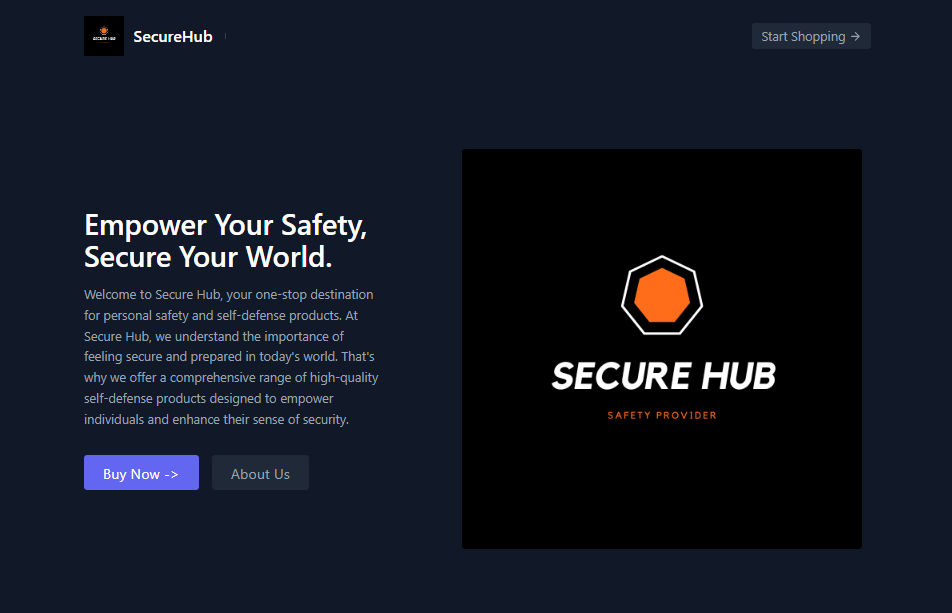 SECURE HUB
SecureHub
Start Shopping →
Empower Your Safety,
Secure Your World.
Welcome to Secure Hub, your one-stop destination
for personal safety and self-defense products. At
Secure Hub, we understand the importance of
feeling secure and prepared in today's world. That's
why we offer a comprehensive range of high-quality
self-defense products designed to empower
individuals and enhance their sense of security.
Buy Now ->
About Us
SECURE HUB
SAFETY PROVIDER